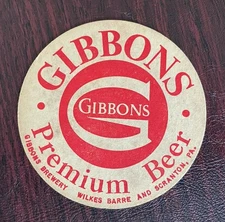 GIBBONS
GIBBONS
Premium Beer
GIBBONS BREWERY WILKES BARRE AND SCRANTON, PA.